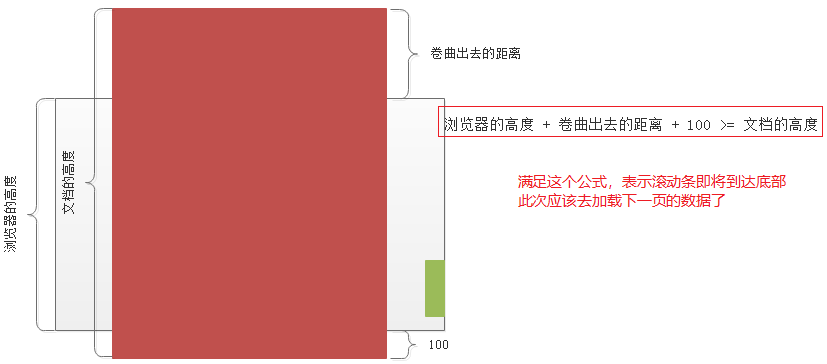 卷曲出去的距离
浏览器的高度 + 卷曲出去的距离 + 100 >= 文档的高度
满足这个公式，表示滚动条即将到达底部
此次应该去加载下一页的数据了
文档的高度
浏览器的高度
100